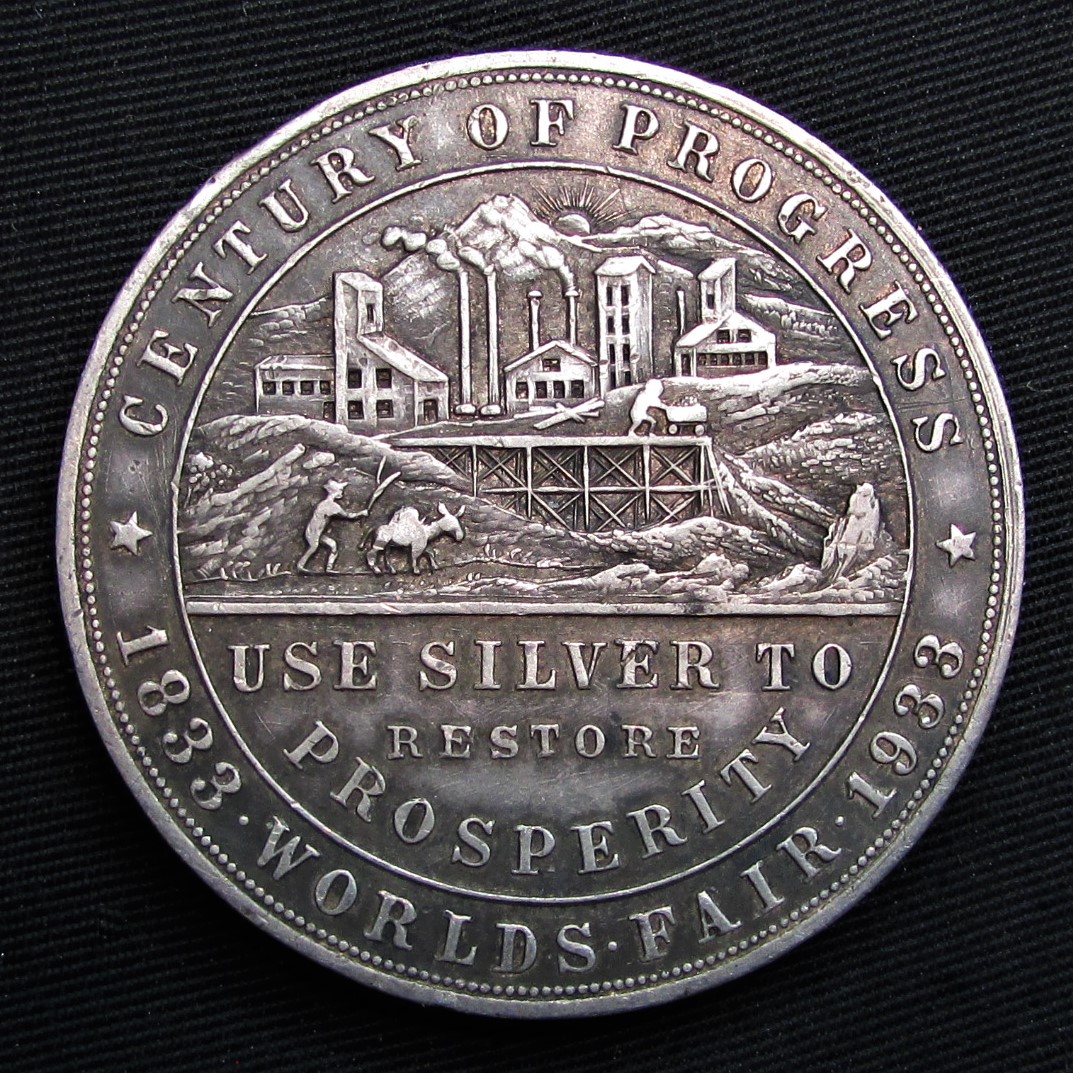 CENTURY OF PROGRESS
USE SILVER TO
RESTORE
PROSPERITY
1833 · WORLDS · FAIR · 1933